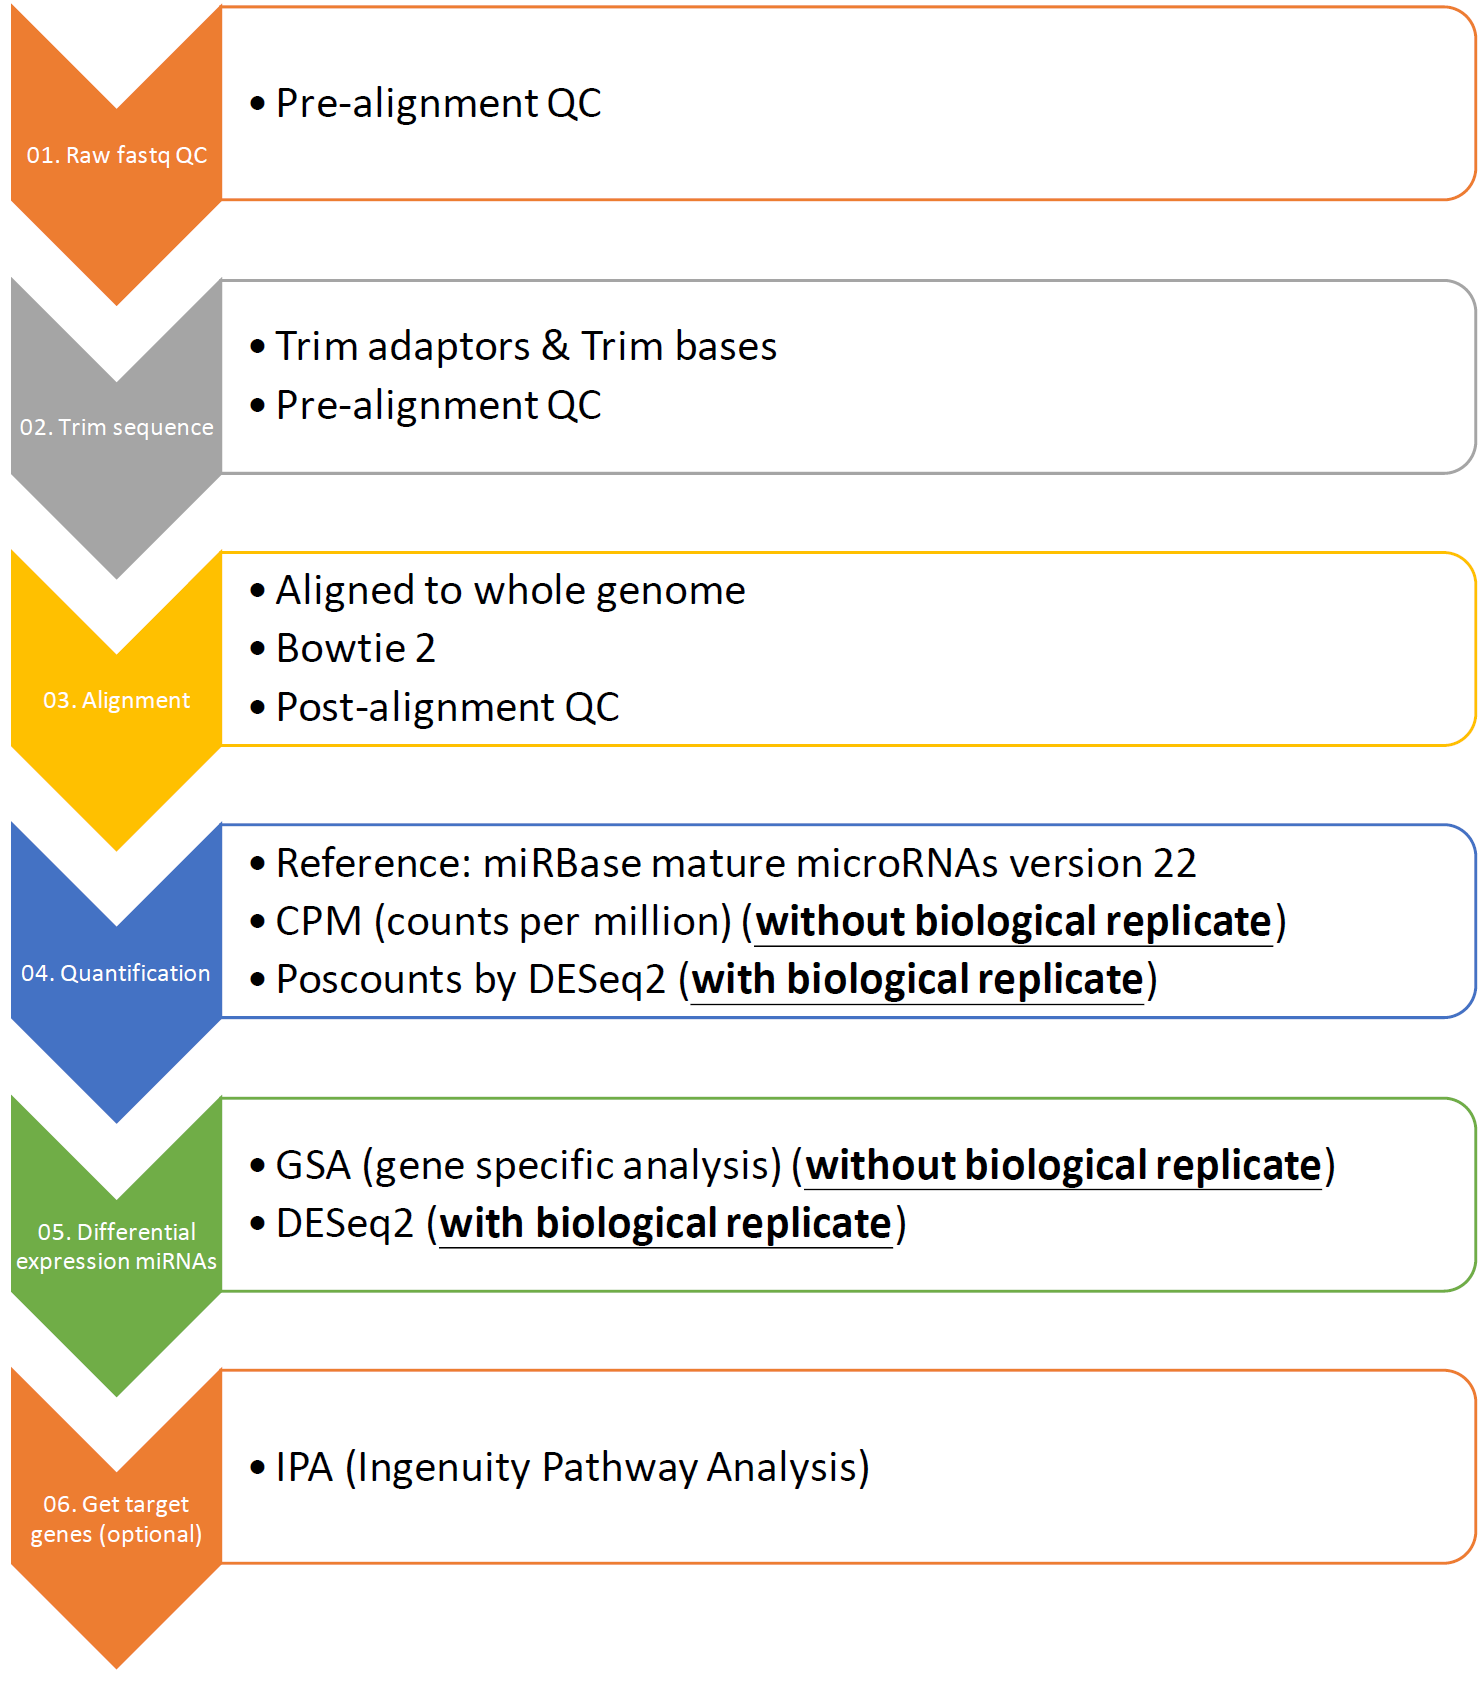 01. Raw fastq QC
• Pre-alignment QC
02. Trim sequence
• Trim adaptors & Trim bases
• Pre-alignment QC
03. Alignment
• Aligned to whole genome
• Bowtie 2
• Post-alignment QC
04. Quantification
• Reference: miRBase mature microRNAs version 22
• CPM (counts per million) (without biological replicate)
• Poscounts by DESeq2 (with biological replicate)
05. Differential
expression miRNAs
• GSA (gene specific analysis) (without biological replicate)
• DESeq2 (with biological replicate)
06. Get target
genes (optional)
• IPA (Ingenuity Pathway Analysis)